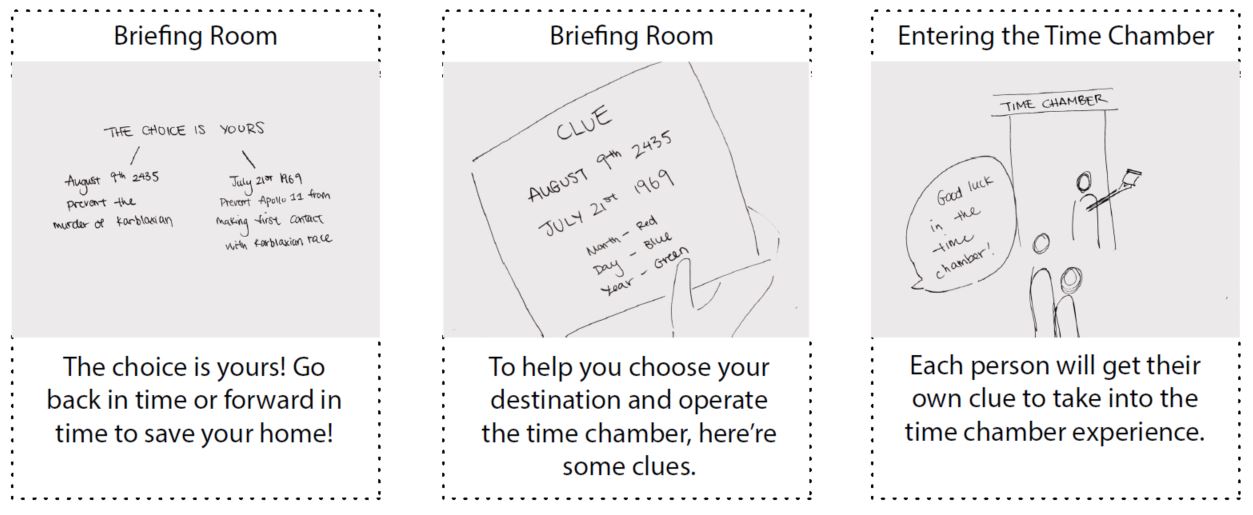 Briefing Room
THE CHOICE IS YOURS
August 9th 2435
prevent the
murder of Karblaxian
July 21st 1969
Prevent Apollo 11 from
making first contact
with Karblaxian race
The choice is yours! Go
back in time or forward in
time to save your home!
Briefing Room
CLUE
AUGUST 9th 2435
JULY 21st 1969
Month - Red
Day - Blue
Year - Green
To help you choose your
destination and operate
the time chamber, here're
some clues.
Entering the Time Chamber
TIME CHAMBER
Good luck
in the
time
chamber!
Each person will get their
own clue to take into the
time chamber experience.